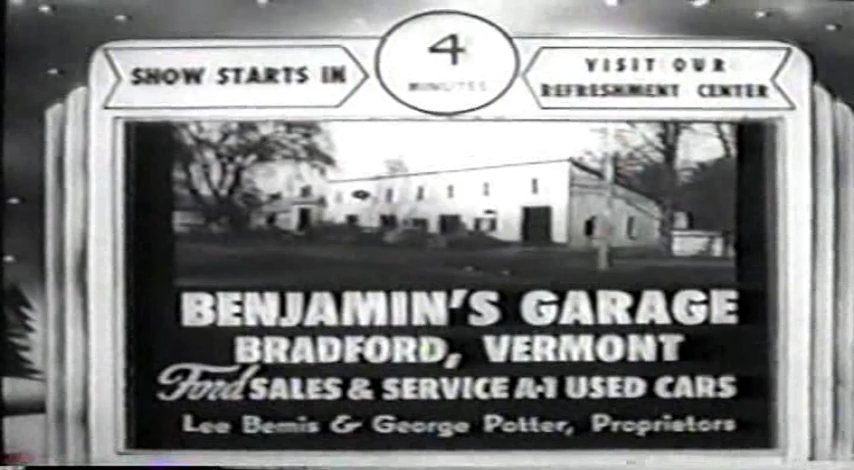 SHOW STARTS IN
4
MINUTES
VISIT OUR
REFRESHMENT CENTER
BENJAMIN'S GARAGE
BRADFORD, VERMONT
Ford SALES & SERVICE A-1 USED CARS
Lee Bemis & George Potter, Proprietors